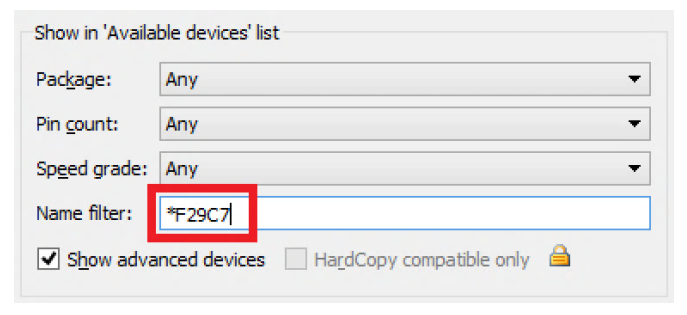 Show in 'Available devices' list
Package: Any
Pin count: Any
Speed grade: Any
Name filter: *F29C7
Show advanced devices HardCopy compatible only